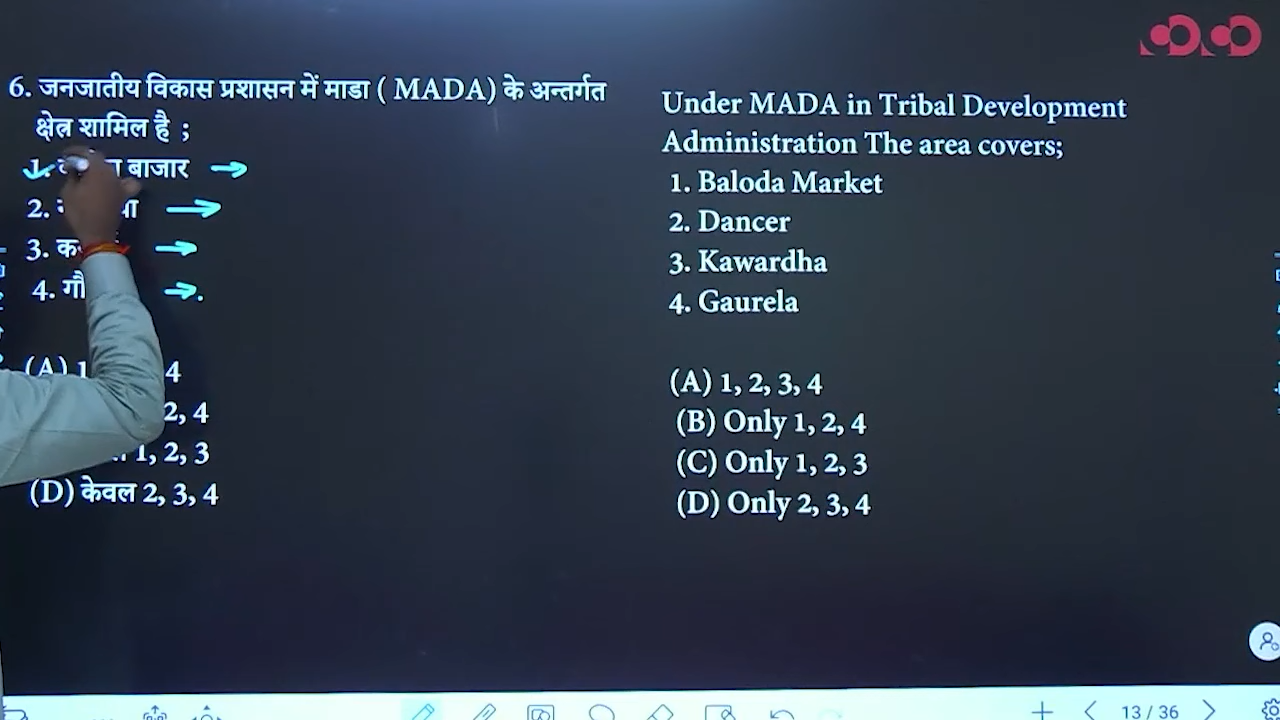 6. जनजातीय विकास प्रशासन में माडा ( MADA) के अन्तर्गत
क्षेत्र शामिल है ;
1. बाजार
2.
3.
4.
(A) 1 4
2, 4
1, 2, 3
(D) केवल 2, 3, 4
Under MADA in Tribal Development
Administration The area covers;
1. Baloda Market
2. Dancer
3. Kawardha
4. Gaurela
(A) 1, 2, 3, 4
(B) Only 1, 2, 4
(C) Only 1, 2, 3
(D) Only 2, 3, 4
13 / 36